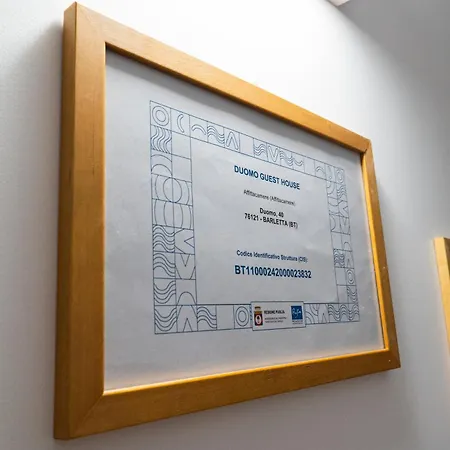 DUOMO GUEST HOUSE
Affittacamere (Affittacamere)
Duomo, 40
76121 - BARLETTA (BT)
Codice Identificativo Struttura (CIS)
BT11000242000023832
REGIONE PUGLIA